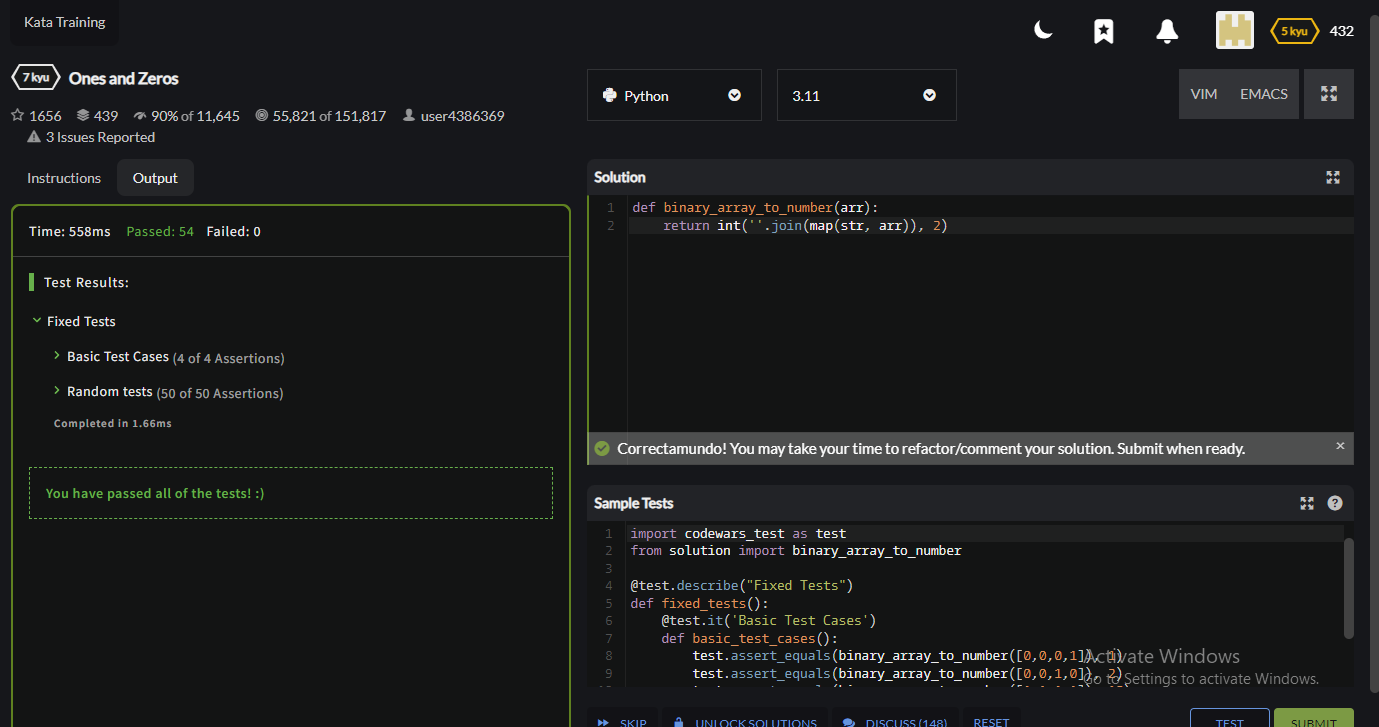 Kata Training
5 kyu 432
7 kyu Ones and Zeros
1656 439 90% of 11,645 55,821 of 151,817 user4386369
3 Issues Reported
Instructions Output
Time: 558ms Passed: 54 Failed: 0
Test Results:
Fixed Tests
Basic Test Cases (4 of 4 Assertions)
Random tests (50 of 50 Assertions)
Completed in 1.66ms
You have passed all of the tests! :)
Python 3.11 VIM EMACS
Solution
1 def binary_array_to_number(arr):
2 return int(''.join(map(str, arr)), 2)
Correctamundo! You may take your time to refactor/comment your solution. Submit when ready. ×
Sample Tests ?
1 import codewars_test as test
2 from solution import binary_array_to_number
3
4 @test.describe("Fixed Tests")
5 def fixed_tests():
6 @test.it('Basic Test Cases')
7 def basic_test_cases():
8 test.assert_equals(binary_array_to_number([0,0,0,1]), 1)
9 test.assert_equals(binary_array_to_number([0,0,1,0]), 2)
Activate Windows
Go to Settings to activate Windows.
SKIP UNLOCK SOLUTIONS DISCUSS (148) RESET TEST SUBMIT